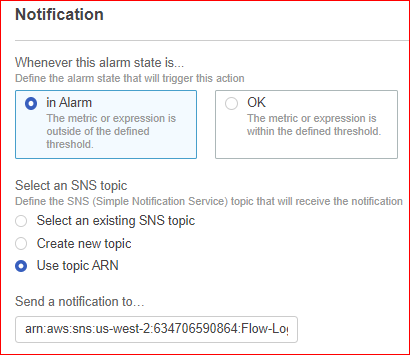 Notification
Whenever this alarm state is...
Define the alarm state that will trigger this action
in Alarm
The metric or expression is
outside of the defined
threshold.
OK
The metric or expression is
within the defined threshold.
Select an SNS topic
Define the SNS (Simple Notification Service) topic that will receive the notification
Select an existing SNS topic
Create new topic
Use topic ARN
Send a notification to…
arn:aws:sns:us-west-2:634706590864:Flow-Log